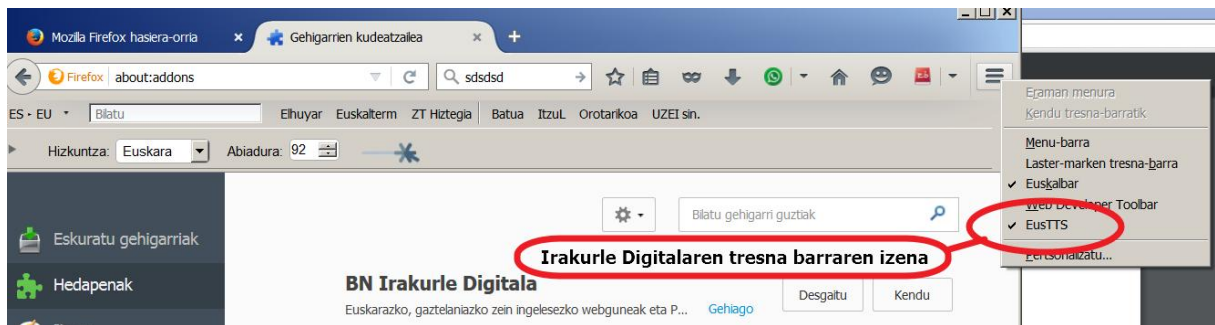 Mozilla Firefox hasiera-orria
Gehigarrien kudeatzailea
Firefox about:addons
sdsdsd
ES - EU Bilatu Elhuyar Euskalterm ZT Hiztegia Batua ItzuL Orotarikoa UZEI sin.
Hizkuntza: Euskara Abiadura: 92
Eraman menura
Kendu tresna-barratik
Menu-barra
Laster-marken tresna-barra
Euskalbar
Web Developer Toolbar
EusTTS
Pertsonalizatu...
Bilatu gehigarri guztiak
Eskuratu gehigarriak
Irakurle Digitalaren tresna barraren izena
Hedapenak
BN Irakurle Digitala
Desgaitu Kendu
Euskarazko, gaztelaniazko zein ingelesezko webguneak eta P... Gehiago